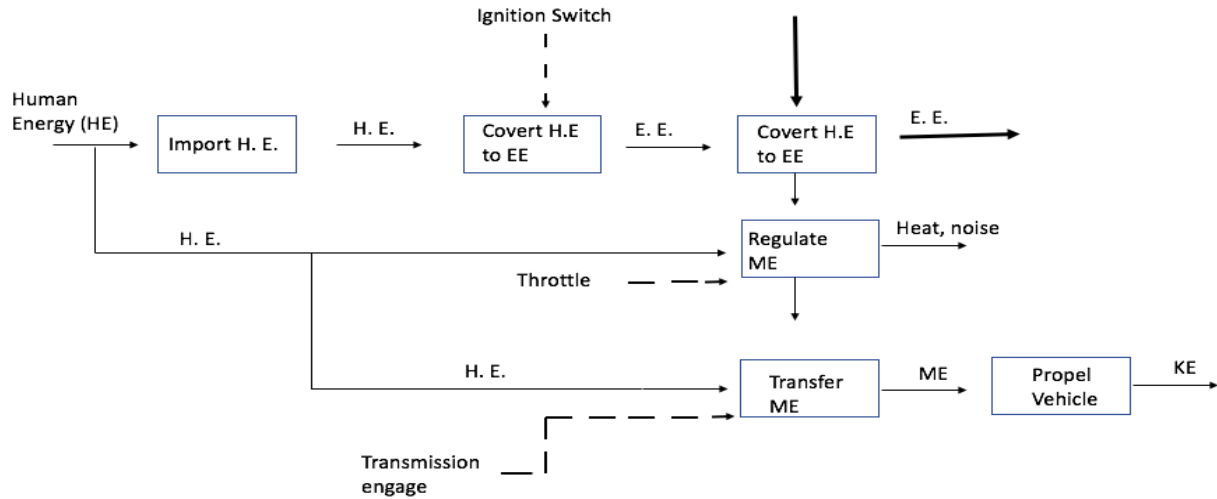 Ignition Switch
Human
Energy (HE)
Import H. E.
H. E.
Covert H.E
to EE
E. E.
Covert H.E
to EE
E. E.
H. E.
Regulate
ME
Heat, noise
Throttle
H. E.
Transfer
ME
ME
Propel
Vehicle
KE
Transmission
engage